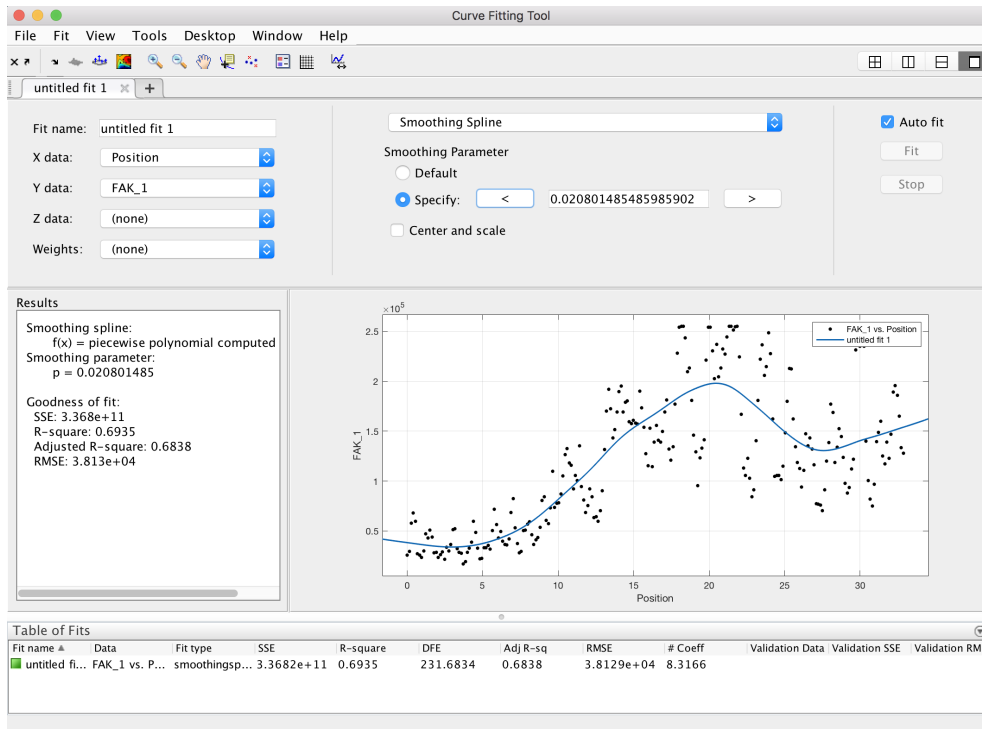 Curve Fitting Tool
File Fit View Tools Desktop Window Help
untitled fit 1
Fit name: untitled fit 1
X data: Position
Y data: FAK_1
Z data: (none)
Weights: (none)
Smoothing Spline
Smoothing Parameter
Default
Specify: < 0.020801485485985902 >
Center and scale
Auto fit
Fit
Stop
Results
Smoothing spline:
f(x) = piecewise polynomial computed
Smoothing parameter:
p = 0.020801485
Goodness of fit:
SSE: 3.368e+11
R-square: 0.6935
Adjusted R-square: 0.6838
RMSE: 3.813e+04
×10^5
2.5
2
1.5
1
0.5
FAK_1
0 5 10 15 20 25 30
Position
FAK_1 vs. Position
untitled fit 1
Table of Fits
Fit name Data Fit type SSE R-square DFE Adj R-sq RMSE # Coeff Validation Data Validation SSE Validation RM
untitled fi... FAK_1 vs. P... smoothingsp... 3.3682e+11 0.6935 231.6834 0.6838 3.8129e+04 8.3166